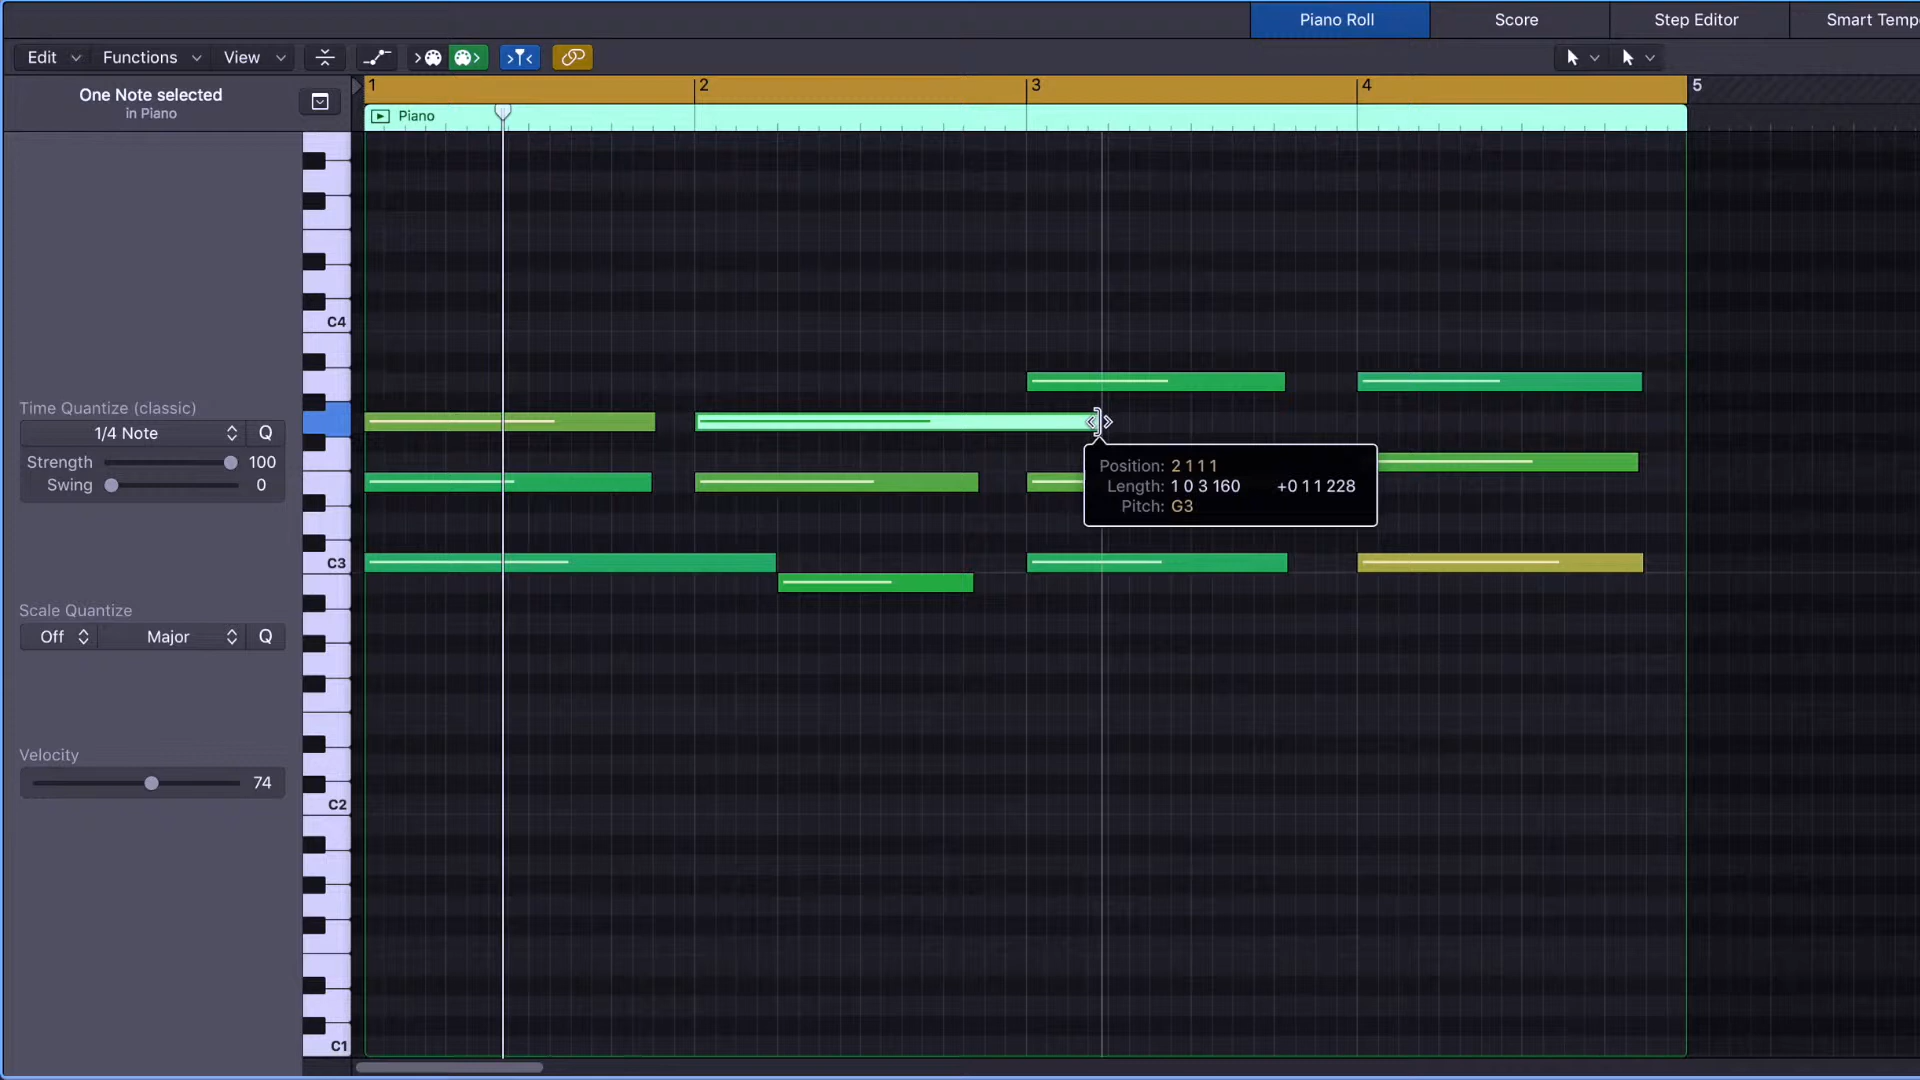 Piano Roll
Score
Step Editor
Smart Tempo
Edit
Functions
View
One Note selected
in Piano
1
2
3
4
5
Piano
C4
Time Quantize (classic)
1/4 Note
Q
Strength
100
Swing
0
Position: 2 1 1 1
Length: 1 0 3 160 +0 1 1 228
Pitch: G3
C3
Scale Quantize
Off
Major
Q
Velocity
74
C2
C1